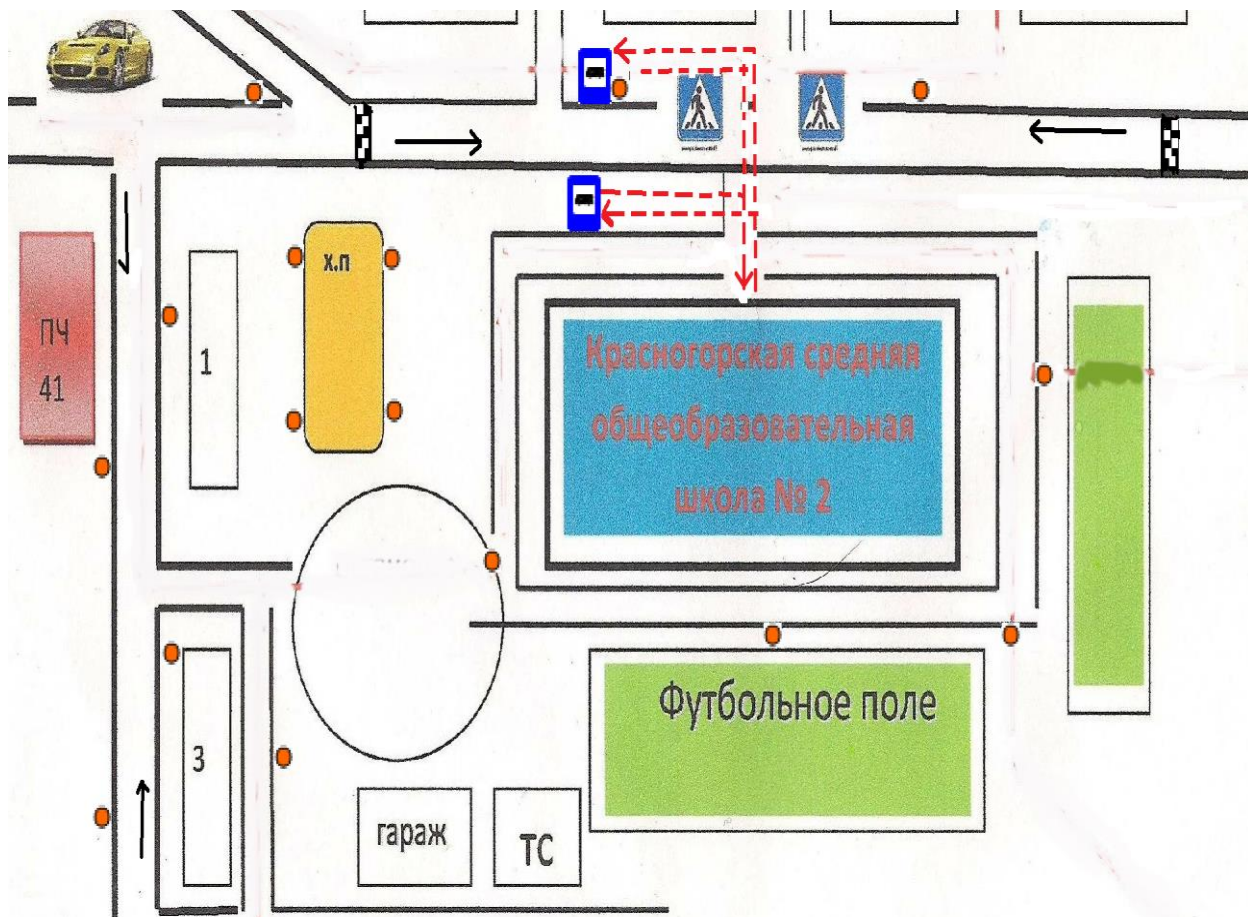 х.п
ПЧ
41
1
Красногорская средняя
общеобразовательная
школа № 2
Футбольное поле
3
гараж
ТС